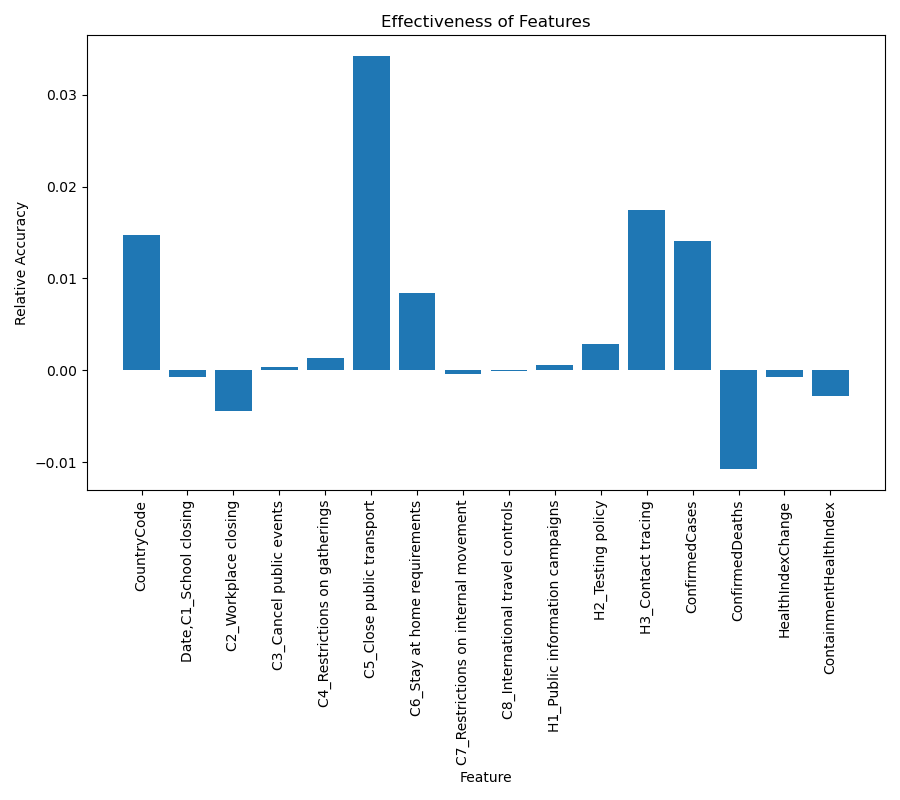 Effectiveness of Features
Relative Accuracy
0.03
0.02
0.01
0.00
−0.01
CountryCode
Date,C1_School closing
C2_Workplace closing
C3_Cancel public events
C4_Restrictions on gatherings
C5_Close public transport
C6_Stay at home requirements
C7_Restrictions on internal movement
C8_International travel controls
H1_Public information campaigns
H2_Testing policy
H3_Contact tracing
ConfirmedCases
ConfirmedDeaths
HealthIndexChange
ContainmentHealthIndex
Feature